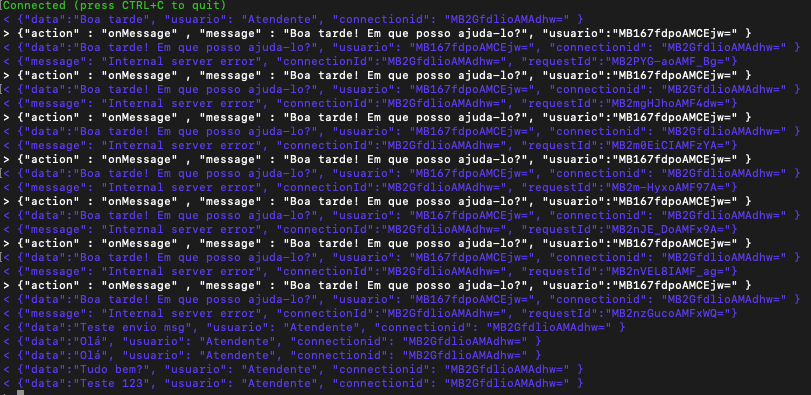 Connected (press CTRL+C to quit)
< {"data":"Boa tarde", "usuario": "Atendente", "connectionid": "MB2GfdlioAMAdhw=" }
> {"action" : "onMessage" , "message" : "Boa tarde! Em que posso ajuda-lo?", "usuario":"MB167fdpoAMCEjw=" }
< {"data":"Boa tarde! Em que posso ajuda-lo?", "usuario": "MB167fdpoAMCEjw=", "connectionid": "MB2GfdlioAMAdhw=" }
< {"message": "Internal server error", "connectionId":"MB2GfdlioAMAdhw=", "requestId":"MB2PYG-aoAMF_Bg="}
> {"action" : "onMessage" , "message" : "Boa tarde! Em que posso ajuda-lo?", "usuario":"MB167fdpoAMCEjw=" }
< {"data":"Boa tarde! Em que posso ajuda-lo?", "usuario": "MB167fdpoAMCEjw=", "connectionid": "MB2GfdlioAMAdhw=" }
< {"message": "Internal server error", "connectionId":"MB2GfdlioAMAdhw=", "requestId":"MB2mgHJhoAMF4dw="}
> {"action" : "onMessage" , "message" : "Boa tarde! Em que posso ajuda-lo?", "usuario":"MB167fdpoAMCEjw=" }
< {"data":"Boa tarde! Em que posso ajuda-lo?", "usuario": "MB167fdpoAMCEjw=", "connectionid": "MB2GfdlioAMAdhw=" }
< {"message": "Internal server error", "connectionId":"MB2GfdlioAMAdhw=", "requestId":"MB2m0EiCIAMFzYA="}
> {"action" : "onMessage" , "message" : "Boa tarde! Em que posso ajuda-lo?", "usuario":"MB167fdpoAMCEjw=" }
< {"data":"Boa tarde! Em que posso ajuda-lo?", "usuario": "MB167fdpoAMCEjw=", "connectionid": "MB2GfdlioAMAdhw=" }
< {"message": "Internal server error", "connectionId":"MB2GfdlioAMAdhw=", "requestId":"MB2m-HyxoAMF97A="}
> {"action" : "onMessage" , "message" : "Boa tarde! Em que posso ajuda-lo?", "usuario":"MB167fdpoAMCEjw=" }
< {"data":"Boa tarde! Em que posso ajuda-lo?", "usuario": "MB167fdpoAMCEjw=", "connectionid": "MB2GfdlioAMAdhw=" }
< {"message": "Internal server error", "connectionId":"MB2GfdlioAMAdhw=", "requestId":"MB2nJE_DoAMFx9A="}
> {"action" : "onMessage" , "message" : "Boa tarde! Em que posso ajuda-lo?", "usuario":"MB167fdpoAMCEjw=" }
< {"data":"Boa tarde! Em que posso ajuda-lo?", "usuario": "MB167fdpoAMCEjw=", "connectionid": "MB2GfdlioAMAdhw=" }
< {"message": "Internal server error", "connectionId":"MB2GfdlioAMAdhw=", "requestId":"MB2nVEL8IAMF_ag="}
> {"action" : "onMessage" , "message" : "Boa tarde! Em que posso ajuda-lo?", "usuario":"MB167fdpoAMCEjw=" }
< {"data":"Boa tarde! Em que posso ajuda-lo?", "usuario": "MB167fdpoAMCEjw=", "connectionid": "MB2GfdlioAMAdhw=" }
< {"message": "Internal server error", "connectionId":"MB2GfdlioAMAdhw=", "requestId":"MB2nzGucoAMFxWQ="}
< {"data":"Teste envio msg", "usuario": "Atendente", "connectionid": "MB2GfdlioAMAdhw=" }
< {"data":"Olá", "usuario": "Atendente", "connectionid": "MB2GfdlioAMAdhw=" }
< {"data":"Olá", "usuario": "Atendente", "connectionid": "MB2GfdlioAMAdhw=" }
< {"data":"Tudo bem?", "usuario": "Atendente", "connectionid": "MB2GfdlioAMAdhw=" }
< {"data":"Teste 123", "usuario": "Atendente", "connectionid": "MB2GfdlioAMAdhw=" }
>